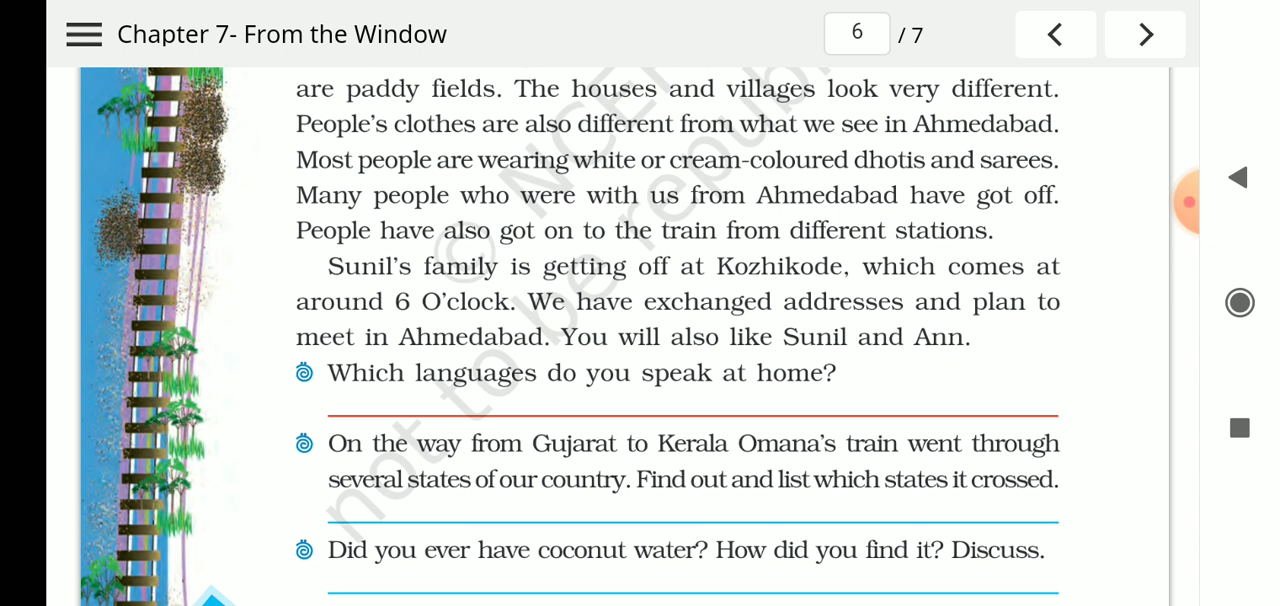 Chapter 7- From the Window
6 / 7
are paddy fields. The houses and villages look very different.
People's clothes are also different from what we see in Ahmedabad.
Most people are wearing white or cream-coloured dhotis and sarees.
Many people who were with us from Ahmedabad have got off.
People have also got on to the train from different stations.
Sunil's family is getting off at Kozhikode, which comes at
around 6 O'clock. We have exchanged addresses and plan to
meet in Ahmedabad. You will also like Sunil and Ann.
Which languages do you speak at home?
On the way from Gujarat to Kerala Omana's train went through
several states of our country. Find out and list which states it crossed.
Did you ever have coconut water? How did you find it? Discuss.
© NCE
not to be republ